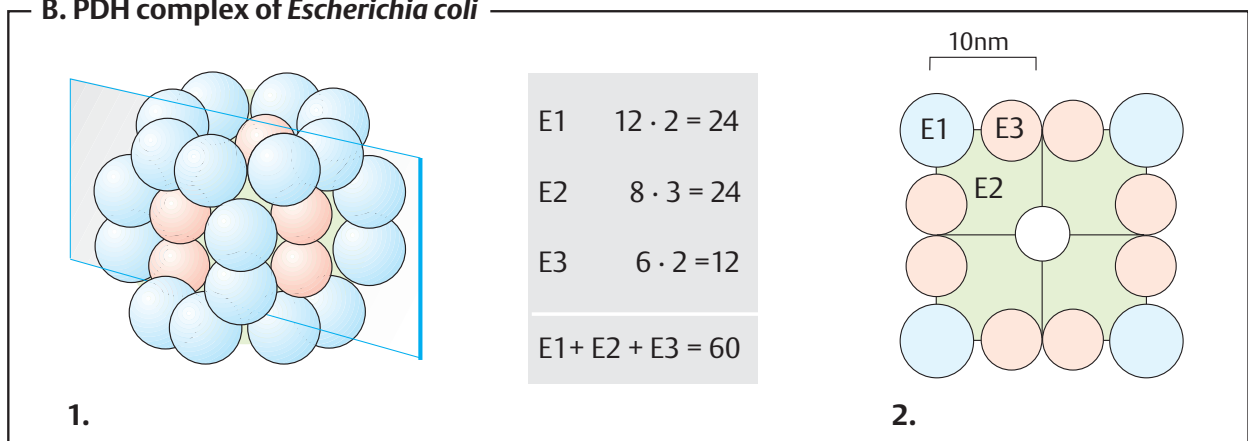 B. PDH complex of Escherichia coli
E1 12 · 2 = 24
E2 8 · 3 = 24
E3 6 · 2 =12
E1+ E2 + E3 = 60
1.
10nm
E1 E3
E2
2.